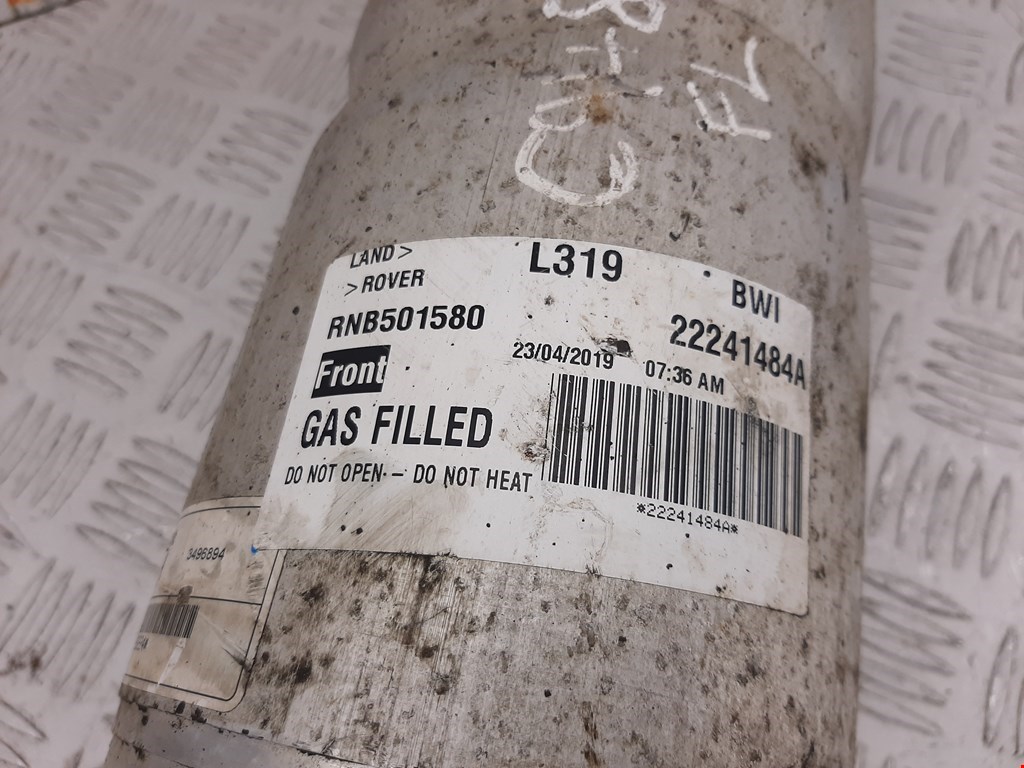 FL
LAND >
> ROVER
L319
BWI
RNB501580
22241484A
Front
23/04/2019 07:36 AM
GAS FILLED
DO NOT OPEN - DO NOT HEAT
*22241484A*
3496894